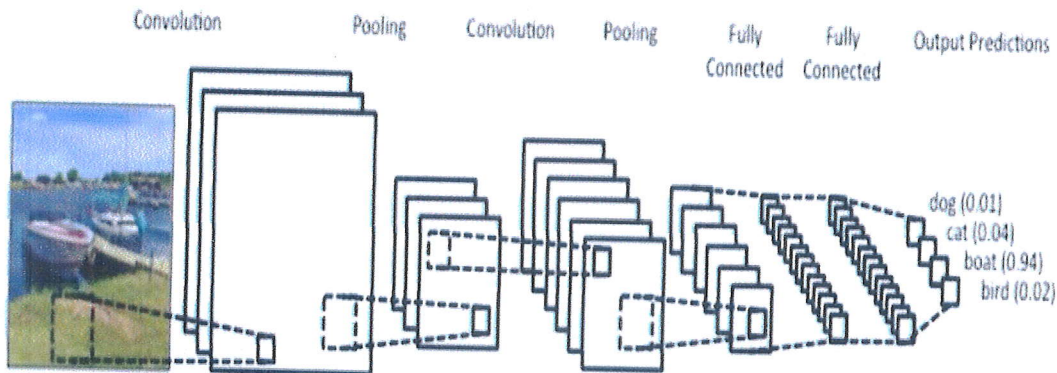 Convolution
Pooling
Convolution
Pooling
Fully
Connected
Fully
Connected
Output Predictions
dog (0.01)
cat (0.04)
boat (0.94)
bird (0.02)